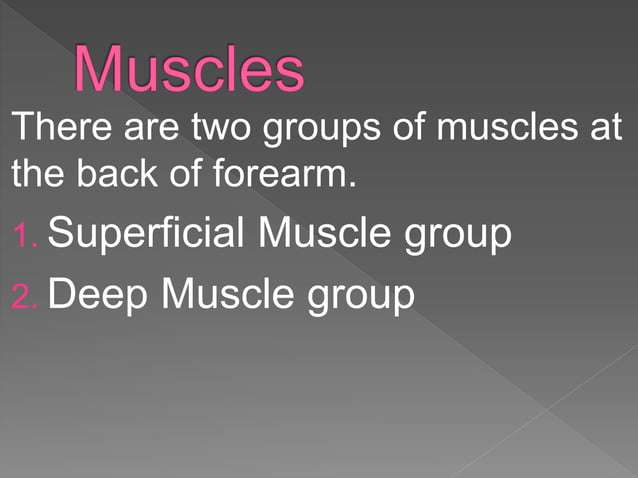 Muscles
There are two groups of muscles at
the back of forearm.
1. Superficial Muscle group
2. Deep Muscle group